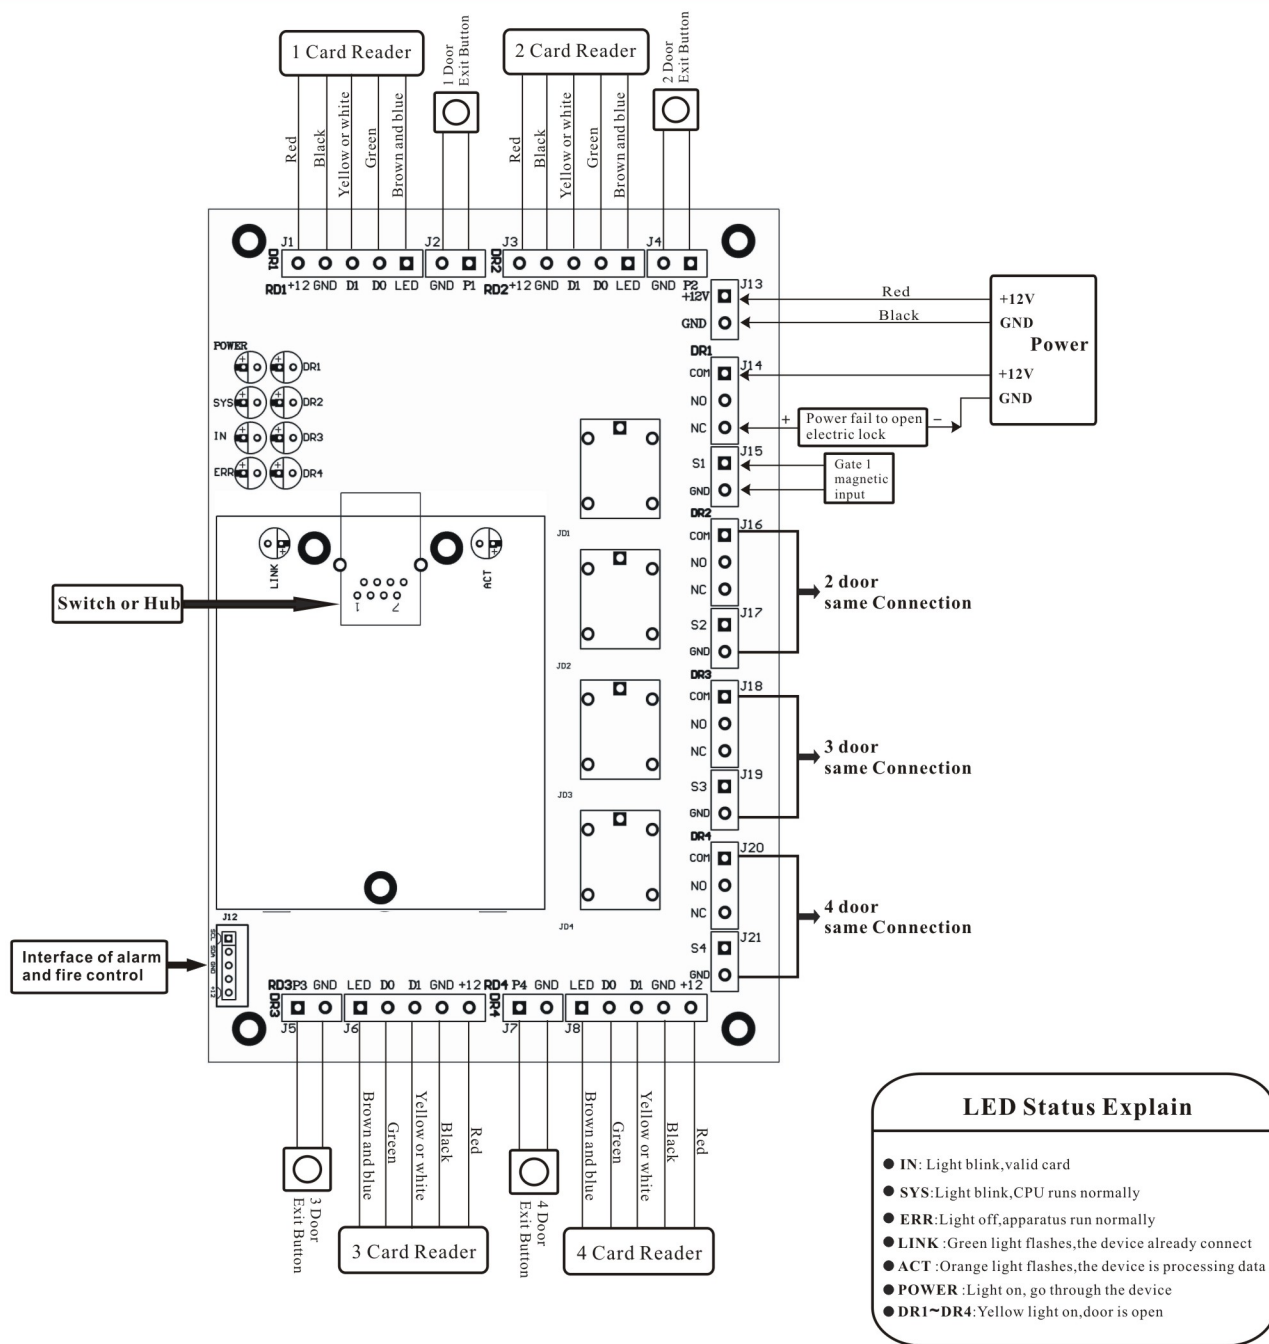 1 Card Reader
1 Door
Exit Button
2 Card Reader
2 Door
Exit Button
Red
Black
Yellow or white
Green
Brown and blue
Red
Black
Yellow or white
Green
Brown and blue
DR1
J1
J2
DR2
J3
J4
RD1 +12 GND D1 D0 LED
GND P1
RD2 +12 GND D1 D0 LED
GND P2
J13
+12V
GND
Red
Black
+12V
GND
Power
+12V
GND
DR1
J14
COM
NO
NC
+
Power fail to open
electric lock
−
J15
S1
GND
Gate 1
magnetic
input
POWER
DR1
SYS
DR2
IN
DR3
ERR
DR4
LINK
ACT
1 7
Switch or Hub
JD1
JD2
JD3
JD4
DR2
J16
COM
NO
NC
J17
S2
GND
2 door
same Connection
DR3
J18
COM
NO
NC
J19
S3
GND
3 door
same Connection
DR4
J20
COM
NO
NC
J21
S4
GND
4 door
same Connection
J12
SCL
SDA
GND
+12
Interface of alarm
and fire control
RD3 P3 GND
LED D0 D1 GND +12
RD4 P4 GND
LED D0 D1 GND +12
DR3
J5
J6
DR4
J7
J8
Brown and blue
Green
Yellow or white
Black
Red
Brown and blue
Green
Yellow or white
Black
Red
3 Door
Exit Button
3 Card Reader
4 Door
Exit Button
4 Card Reader
LED Status Explain
● IN: Light blink,valid card
● SYS:Light blink,CPU runs normally
● ERR:Light off,apparatus run normally
● LINK :Green light flashes,the device already connect
● ACT :Orange light flashes,the device is processing data
● POWER :Light on, go through the device
● DR1~DR4:Yellow light on,door is open